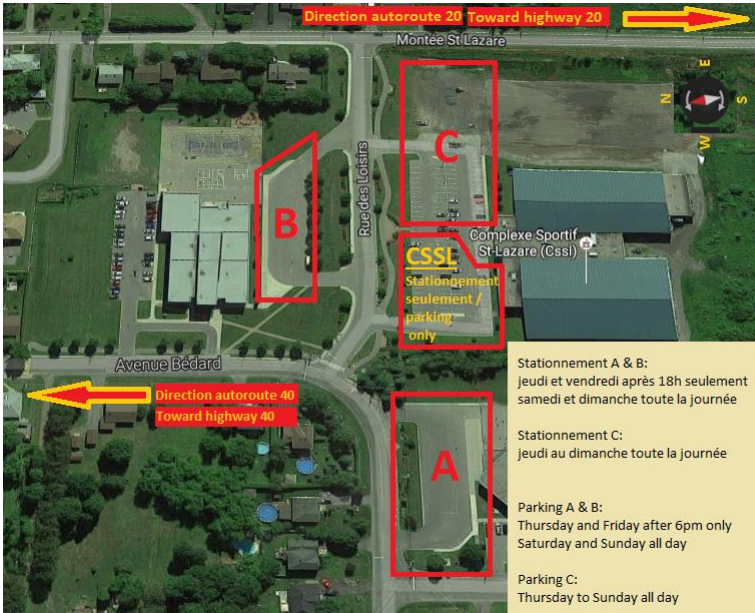 Direction autoroute 20 Toward highway 20
Montée St Lazare
E
N
S
W
C
Rue des Loisirs
B
Complexe Sportif
St-Lazare (Cssl)
CSSL
Stationnement
seulement /
parking
only
Avenue Bédard
Direction autoroute 40
Toward highway 40
A
Stationnement A & B:
jeudi et vendredi après 18h seulement
samedi et dimanche toute la journée
Stationnement C:
jeudi au dimanche toute la journée
Parking A & B:
Thursday and Friday after 6pm only
Saturday and Sunday all day
Parking C:
Thursday to Sunday all day